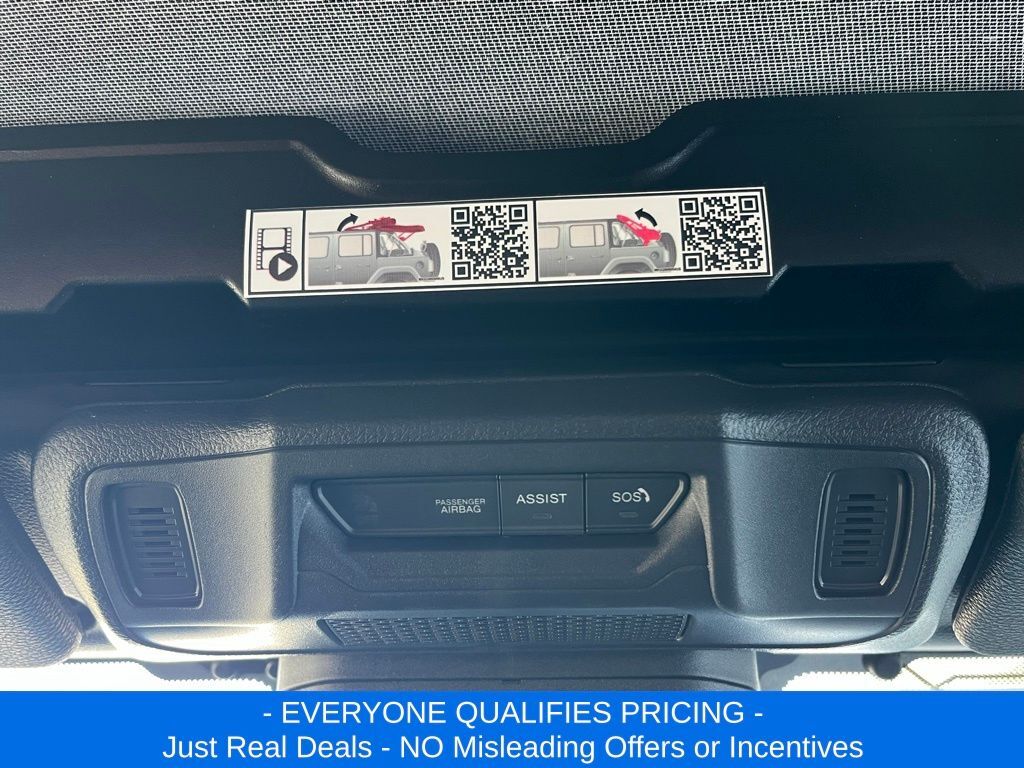 PASSENGER
AIRBAG
ASSIST
SOS
- EVERYONE QUALIFIES PRICING -
Just Real Deals - NO Misleading Offers or Incentives